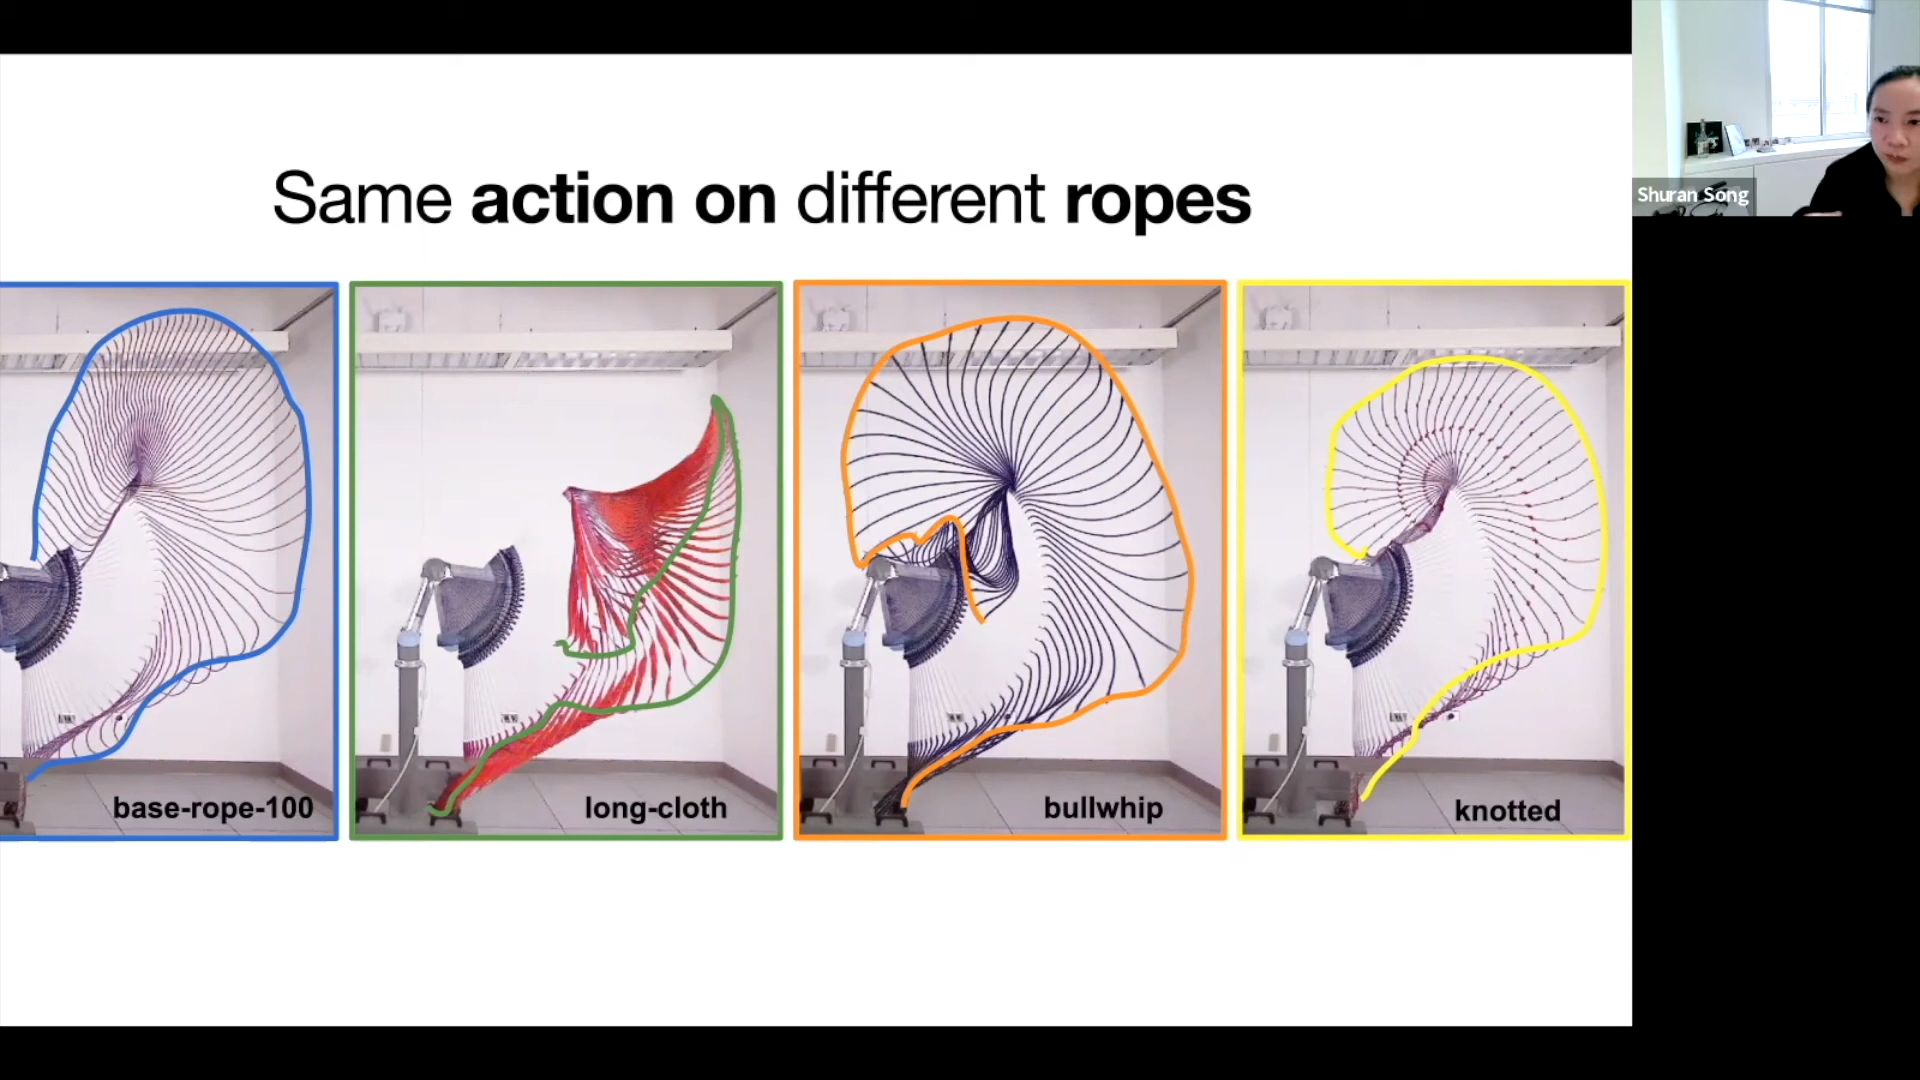 Same action on different ropes
Shuran Song
base-rope-100
long-cloth
bullwhip
knotted